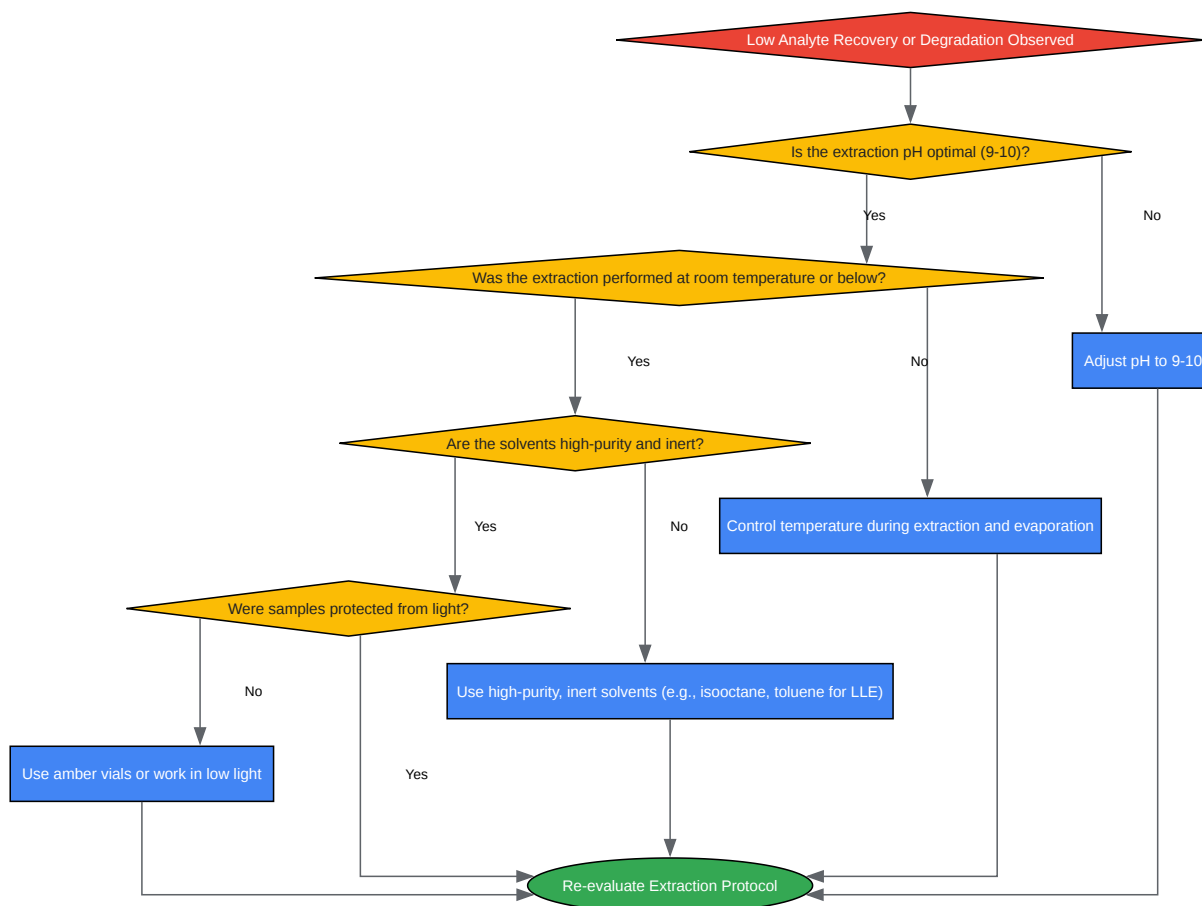 Low Analyte Recovery or Degradation Observed
Is the extraction pH optimal (9-10)?
Yes
No
Was the extraction performed at room temperature or below?
Yes
No
Adjust pH to 9-10
Are the solvents high-purity and inert?
Yes
No
Control temperature during extraction and evaporation
Were samples protected from light?
No
Use high-purity, inert solvents (e.g., isooctane, toluene for LLE)
Use amber vials or work in low light
Yes
Re-evaluate Extraction Protocol